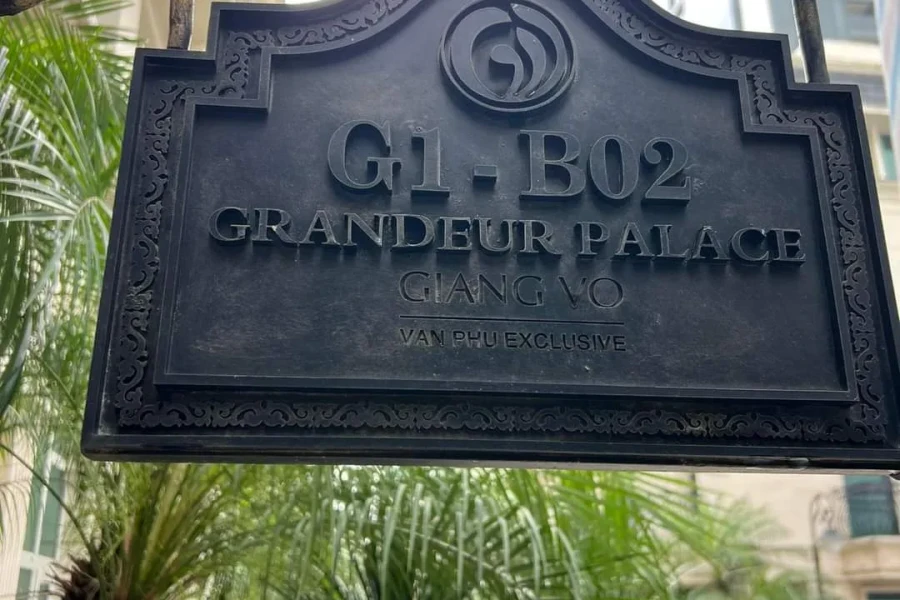 G1 - B02
GRANDEUR PALACE
GIANG VO
VAN PHU EXCLUSIVE